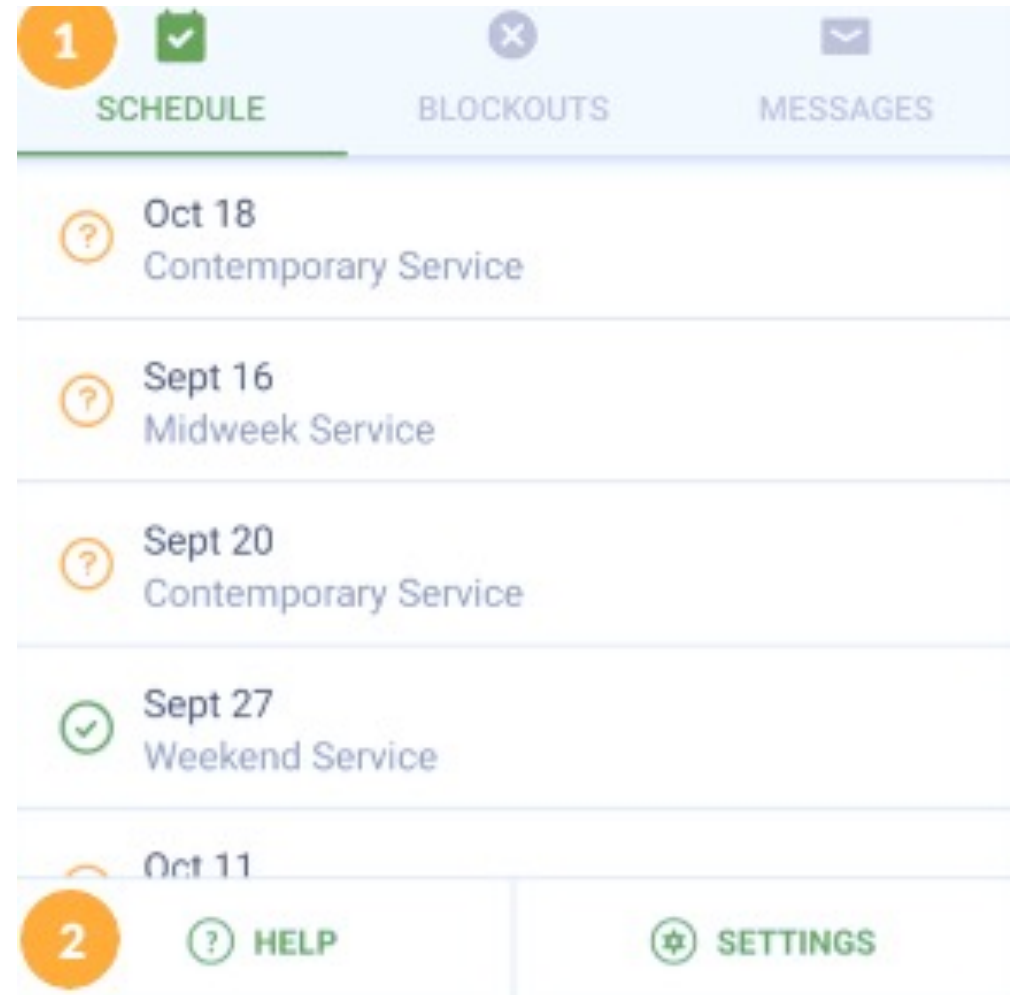 1
SCHEDULE BLOCKOUTS MESSAGES
? Oct 18
Contemporary Service
? Sept 16
Midweek Service
? Sept 20
Contemporary Service
Sept 27
Weekend Service
Oct 11
2 ? HELP SETTINGS